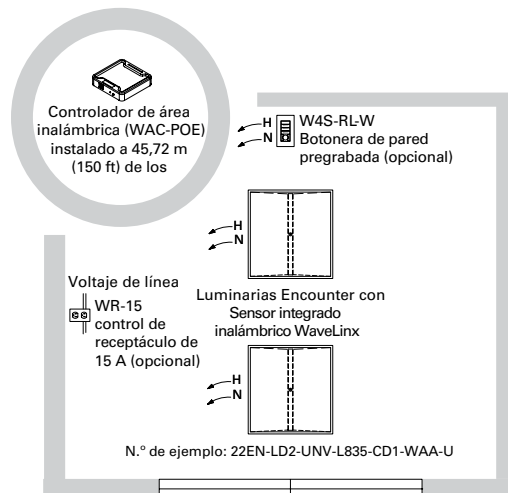 Controlador de área
inalámbrica (WAC-POE)
instalado a 45,72 m
(150 ft) de los
H
N
W4S-RL-W
Botonera de pared
pregrabada (opcional)
H
N
Voltaje de línea
WR-15
control de
receptáculo de
15 A (opcional)
Luminarias Encounter con
Sensor integrado
inalámbrico WaveLinx
H
N
N.º de ejemplo: 22EN-LD2-UNV-L835-CD1-WAA-U